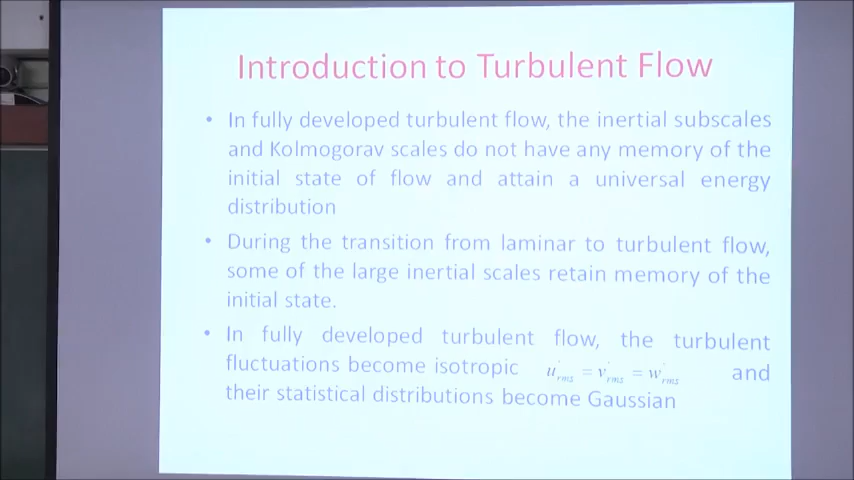 Introduction to Turbulent Flow
• In fully developed turbulent flow, the inertial subscales
and Kolmogorav scales do not have any memory of the
initial state of flow and attain a universal energy
distribution
• During the transition from laminar to turbulent flow,
some of the large inertial scales retain memory of the
initial state.
• In fully developed turbulent flow, the turbulent
fluctuations become isotropic u'rms = v'rms = w'rms and
their statistical distributions become Gaussian